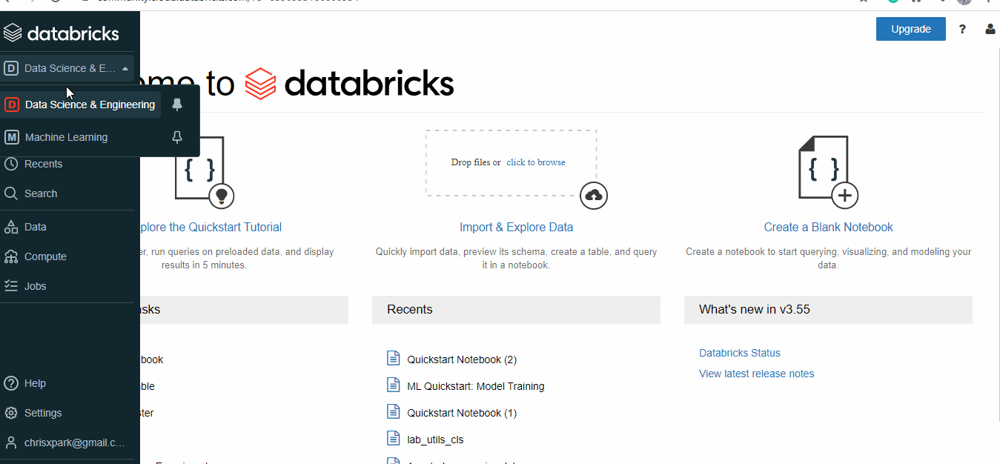 databricks
Upgrade
?
D Data Science & E...
to databricks
D Data Science & Engineering
M Machine Learning
Recents
Search
Data
Compute
Jobs
Help
Settings
chrisxpark@gmail.c...
{ }
Drop files or click to browse
{ }
plore the Quickstart Tutorial
Import & Explore Data
Create a Blank Notebook
er, run queries on preloaded data, and display
results in 5 minutes.
Quickly import data, preview its schema, create a table, and query
it in a notebook.
Create a notebook to start querying, visualizing, and modeling your
data.
asks
Recents
What's new in v3.55
book
ble
ster
Quickstart Notebook (2)
ML Quickstart: Model Training
Quickstart Notebook (1)
lab_utils_cls
Databricks Status
View latest release notes